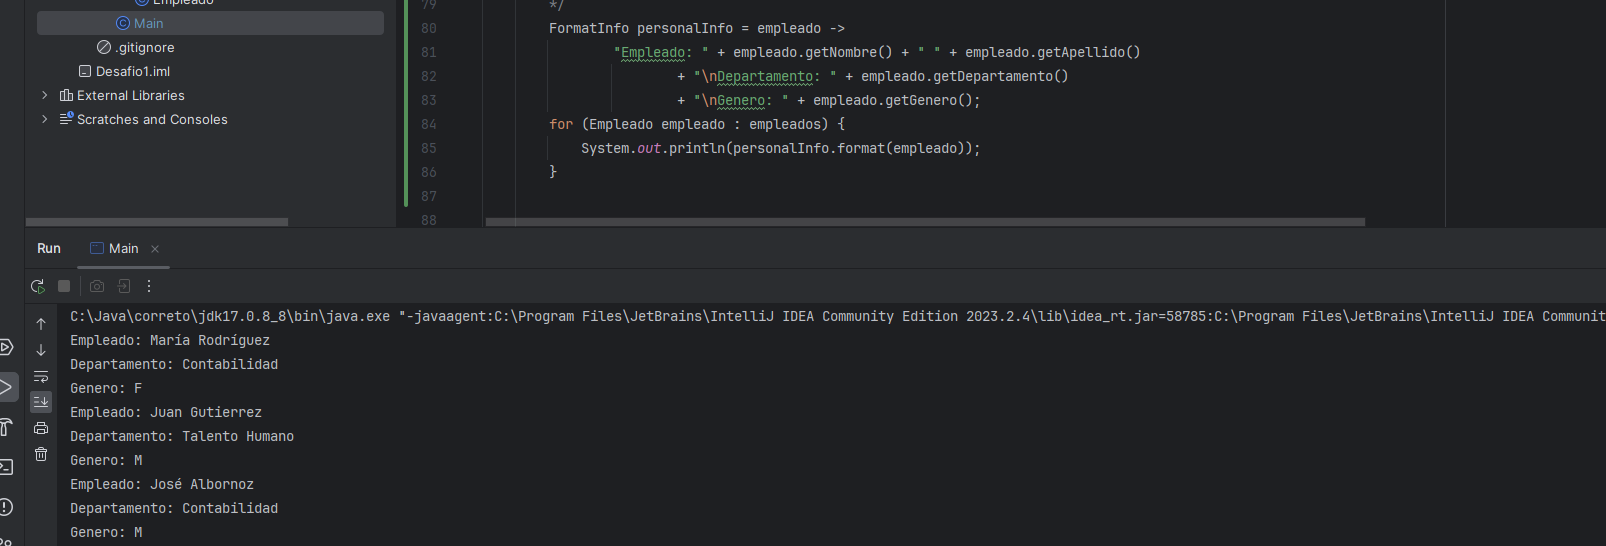 Empleado
Main
.gitignore
Desafio1.iml
External Libraries
Scratches and Consoles
79 */
80 FormatInfo personalInfo = empleado ->
81 "Empleado: " + empleado.getNombre() + " " + empleado.getApellido()
82 + "\nDepartamento: " + empleado.getDepartamento()
83 + "\nGenero: " + empleado.getGenero();
84 for (Empleado empleado : empleados) {
85 System.out.println(personalInfo.format(empleado));
86 }
87
88
Run Main
C:\Java\correto\jdk17.0.8_8\bin\java.exe "-javaagent:C:\Program Files\JetBrains\IntelliJ IDEA Community Edition 2023.2.4\lib\idea_rt.jar=58785:C:\Program Files\JetBrains\IntelliJ IDEA Communit
Empleado: María Rodríguez
Departamento: Contabilidad
Genero: F
Empleado: Juan Gutierrez
Departamento: Talento Humano
Genero: M
Empleado: José Albornoz
Departamento: Contabilidad
Genero: M